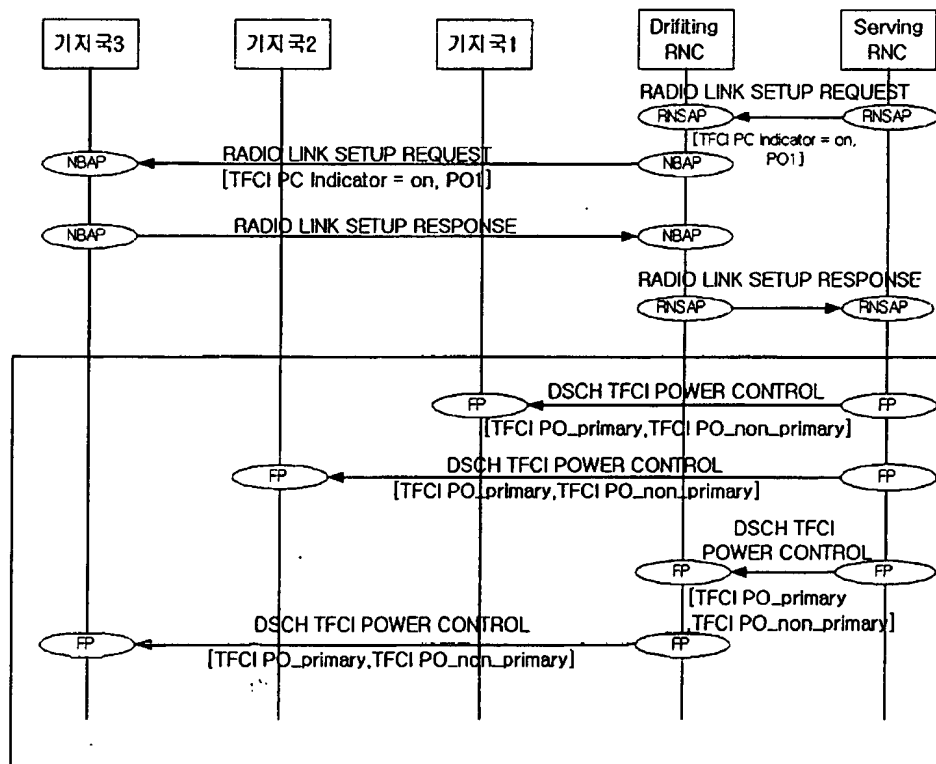 기지국3
기지국2
기지국1
Drifiting
RNC
Serving
RNC
RADIO LINK SETUP REQUEST
RNSAP
RNSAP
[TFCI PC Indicator = on,
PO1]
RADIO LINK SETUP REQUEST
NBAP
NBAP
[TFCI PC Indicator = on, PO1]
RADIO LINK SETUP RESPONSE
NBAP
NBAP
RADIO LINK SETUP RESPONSE
RNSAP
RNSAP
DSCH TFCI POWER CONTROL
FP
FP
[TFCI PO_primary,TFCI PO_non_primary]
DSCH TFCI POWER CONTROL
FP
FP
[TFCI PO_primary,TFCI PO_non_primary]
DSCH TFCI
POWER CONTROL
FP
FP
[TFCI PO_primary
,TFCI PO_non_primary]
DSCH TFCI POWER CONTROL
FP
FP
[TFCI PO_primary,TFCI PO_non_primary]